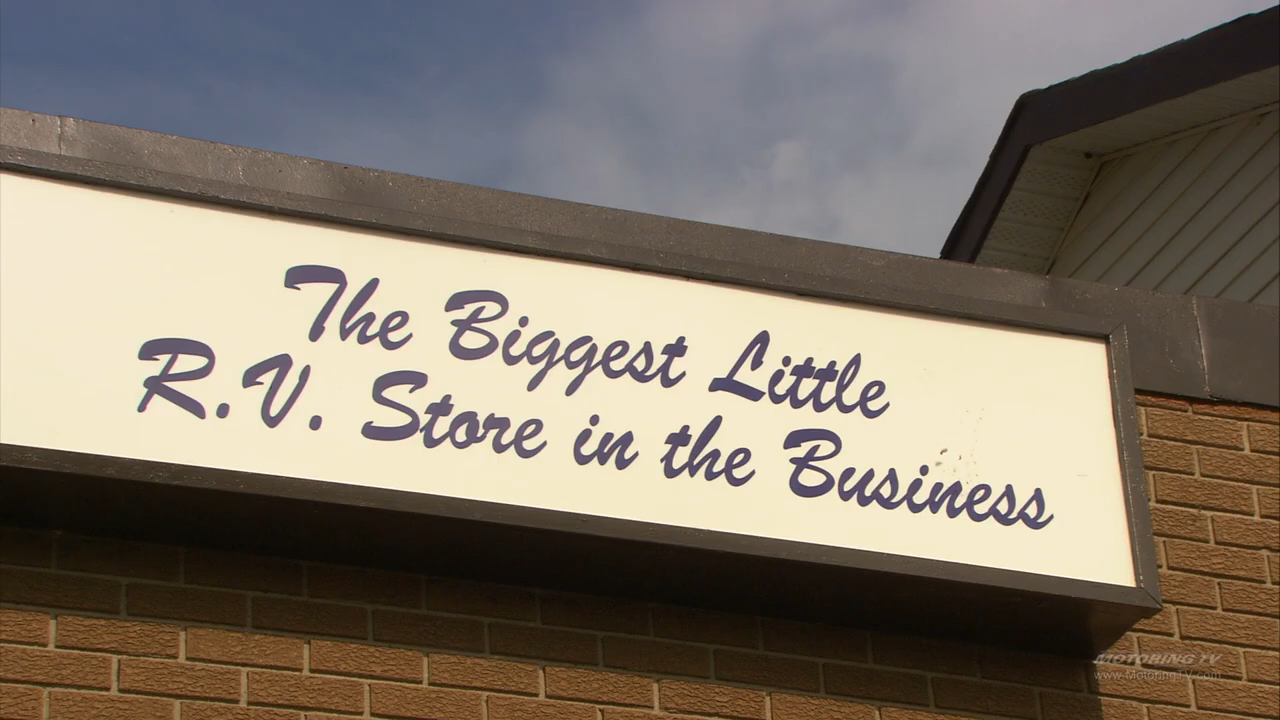 The Biggest Little
R.V. Store in the Business
MOTORING TV
www.MotoringTV.com